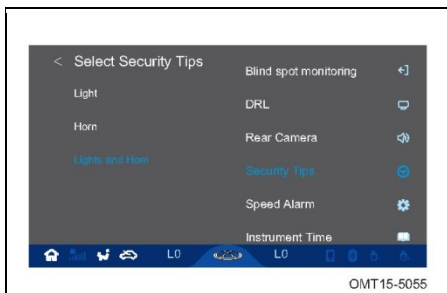 < Select Security Tips
Light
Horn
Lights and Horn
Blind spot monitoring
DRL
Rear Camera
Security Tips
Speed Alarm
Instrument Time
L0
L0
OMT15-5055